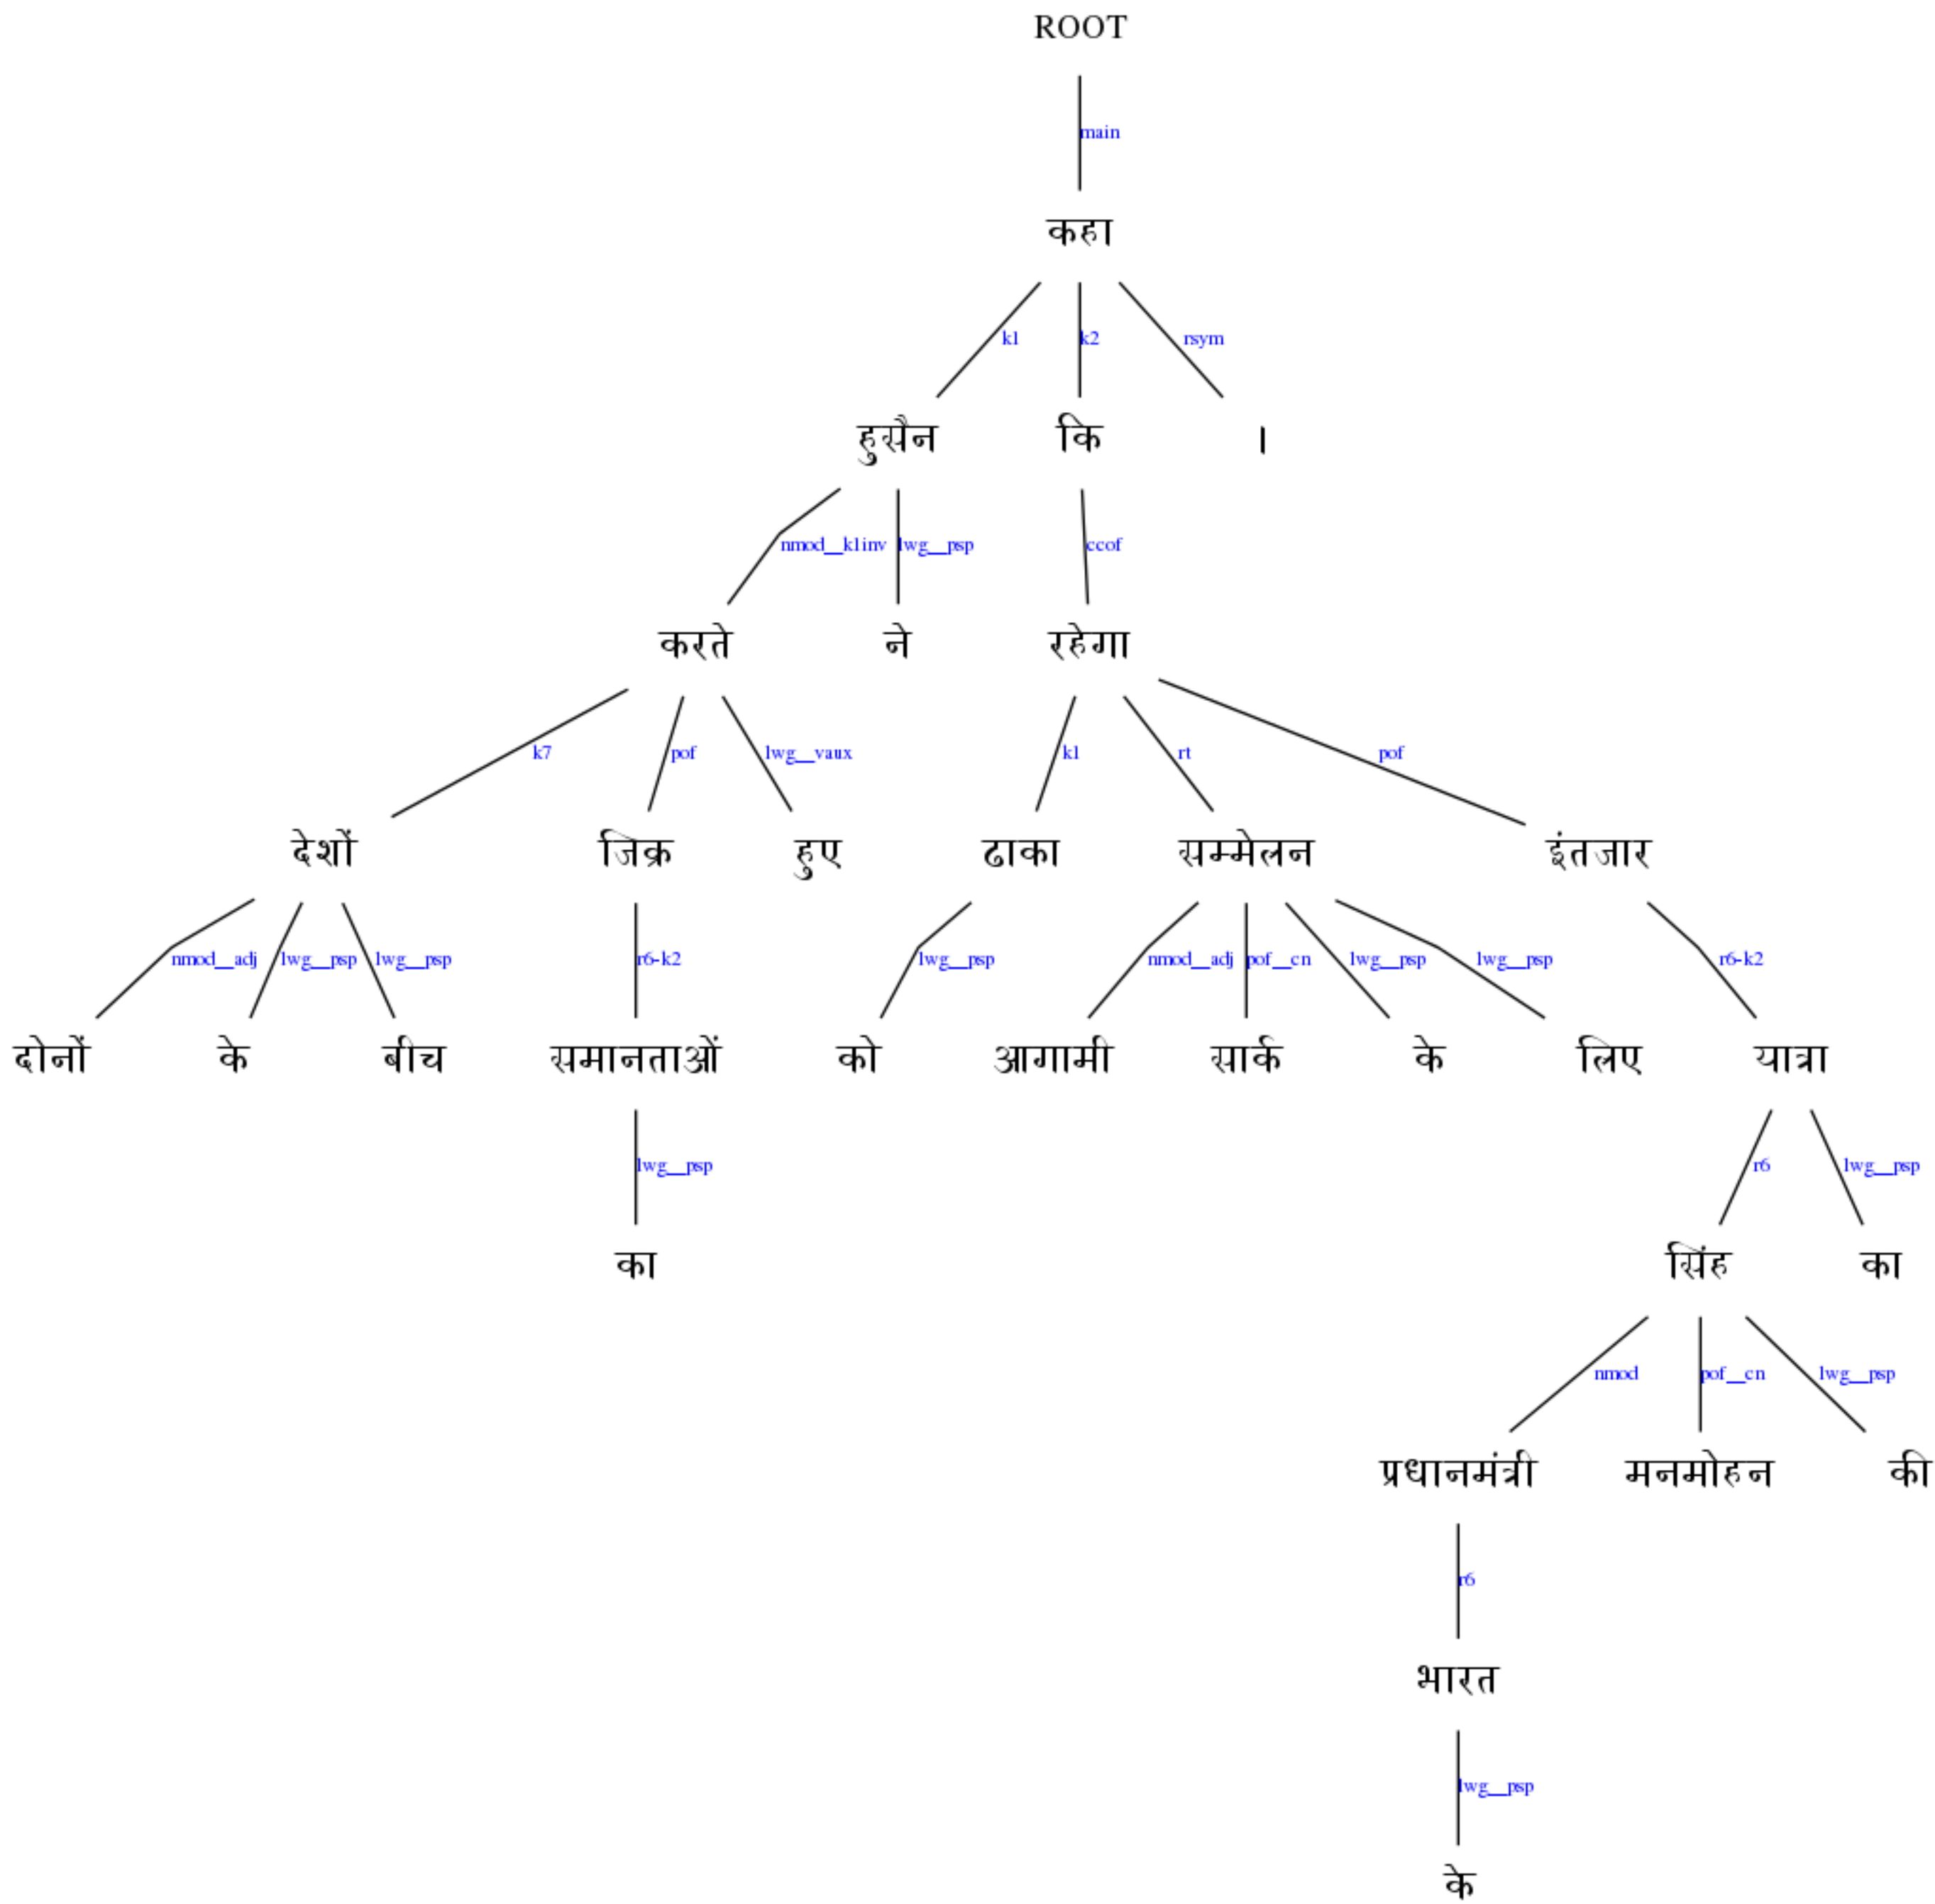 ROOT
main
कहा
k1 k2 rsym
हुसैन कि ।
nmod__k1inv lwg__psp ccof
करते ने रहेगा
k7 pof lwg__vaux k1 rt pof
देशों जिक्र हुए ढाका सम्मेलन इंतजार
nmod__adj lwg__psp lwg__psp r6-k2 lwg__psp nmod__adj pof__cn lwg__psp lwg__psp r6-k2
दोनों के बीच समानताओं को आगामी सार्क के लिए यात्रा
lwg__psp r6 lwg__psp
का सिंह का
nmod pof__cn lwg__psp
प्रधानमंत्री मनमोहन की
r6
भारत
lwg__psp
के